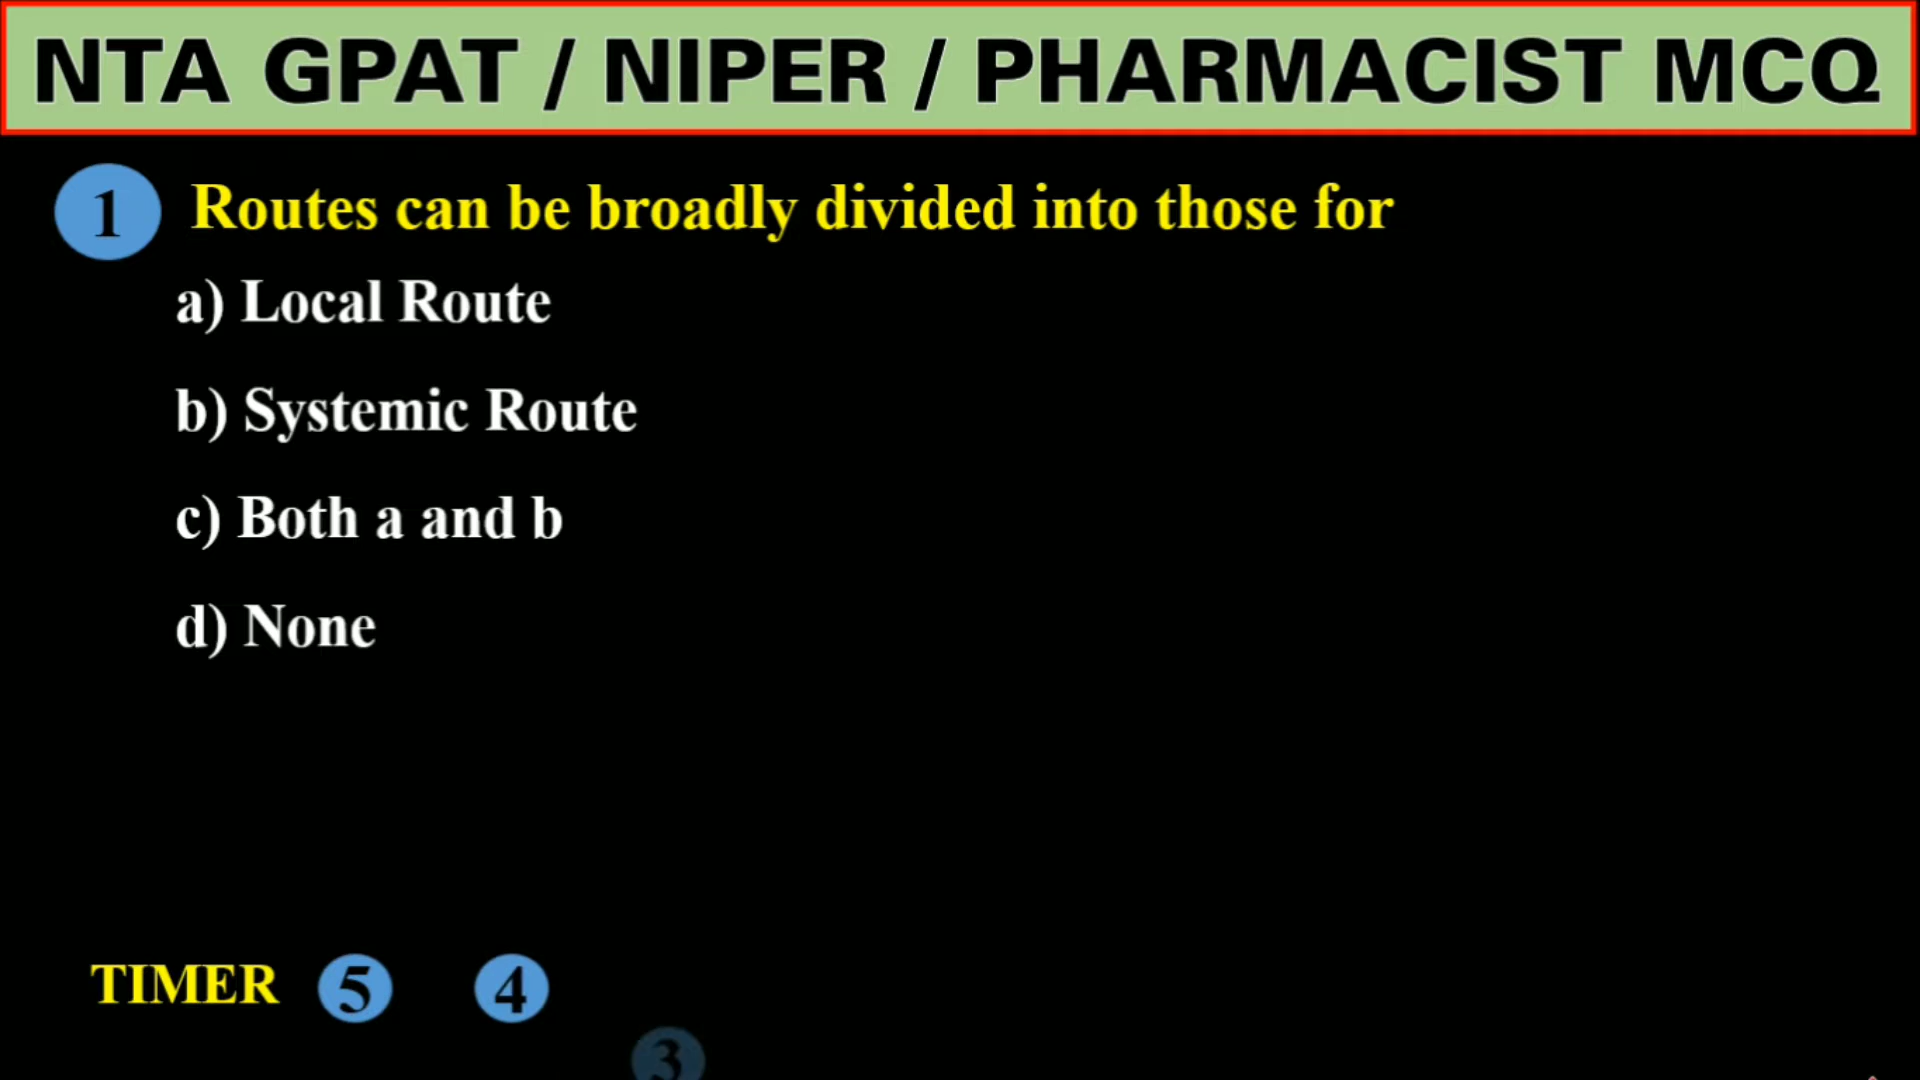 NTA GPAT / NIPER / PHARMACIST MCQ
1 Routes can be broadly divided into those for
a) Local Route
b) Systemic Route
c) Both a and b
d) None
TIMER 5 4
3